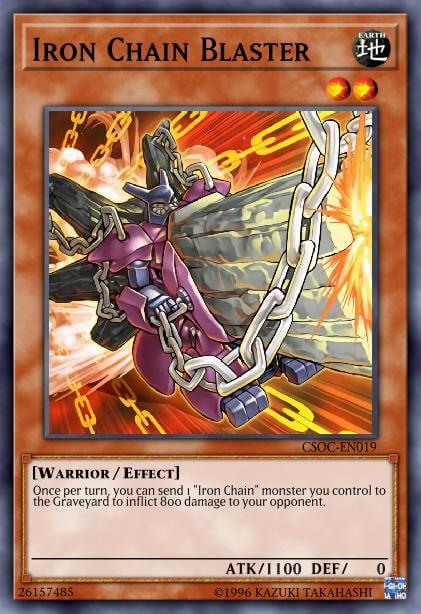 Iron Chain Blaster
EARTH
地
CSOC-EN019
[Warrior / Effect]
Once per turn, you can send 1 "Iron Chain" monster you control
to the Graveyard to inflict 800 damage to your opponent.
ATK/1100 DEF/ 0
26157485
©1996 KAZUKI TAKAHASHI